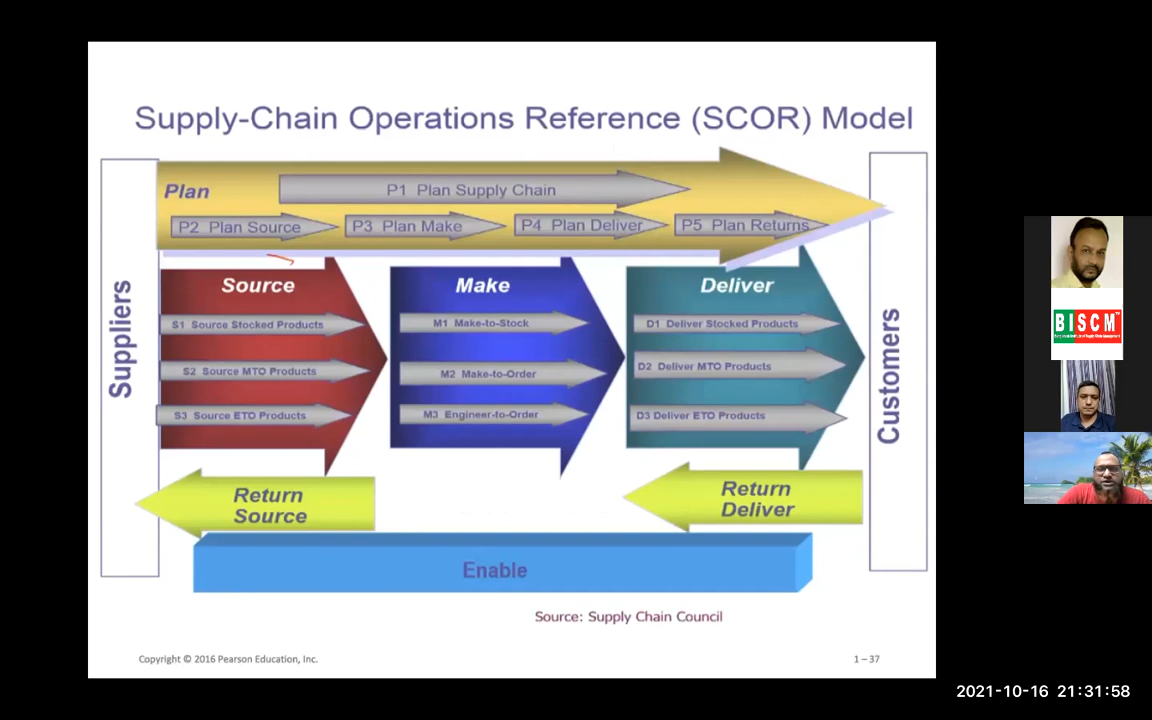 Supply-Chain Operations Reference (SCOR) Model
Plan
P1 Plan Supply Chain
P2 Plan Source
P3 Plan Make
P4 Plan Deliver
P5 Plan Returns
Suppliers
Source
S1 Source Stocked Products
S2 Source MTO Products
S3 Source ETO Products
Make
M1 Make-to-Stock
M2 Make-to-Order
M3 Engineer-to-Order
Deliver
D1 Deliver Stocked Products
D2 Deliver MTO Products
D3 Deliver ETO Products
Customers
Return
Source
Return
Deliver
Enable
Source: Supply Chain Council
Copyright © 2016 Pearson Education, Inc.
1 – 37
BISCM
2021-10-16 21:31:58